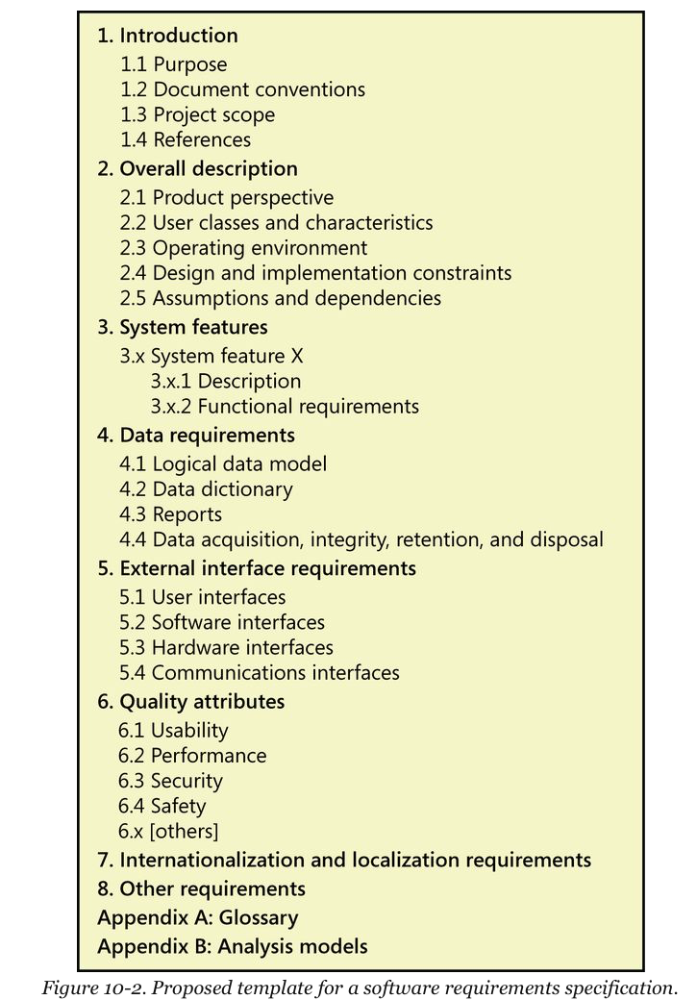 1. Introduction
1.1 Purpose
1.2 Document conventions
1.3 Project scope
1.4 References
2. Overall description
2.1 Product perspective
2.2 User classes and characteristics
2.3 Operating environment
2.4 Design and implementation constraints
2.5 Assumptions and dependencies
3. System features
3.x System feature X
3.x.1 Description
3.x.2 Functional requirements
4. Data requirements
4.1 Logical data model
4.2 Data dictionary
4.3 Reports
4.4 Data acquisition, integrity, retention, and disposal
5. External interface requirements
5.1 User interfaces
5.2 Software interfaces
5.3 Hardware interfaces
5.4 Communications interfaces
6. Quality attributes
6.1 Usability
6.2 Performance
6.3 Security
6.4 Safety
6.x [others]
7. Internationalization and localization requirements
8. Other requirements
Appendix A: Glossary
Appendix B: Analysis models
Figure 10-2. Proposed template for a software requirements specification.